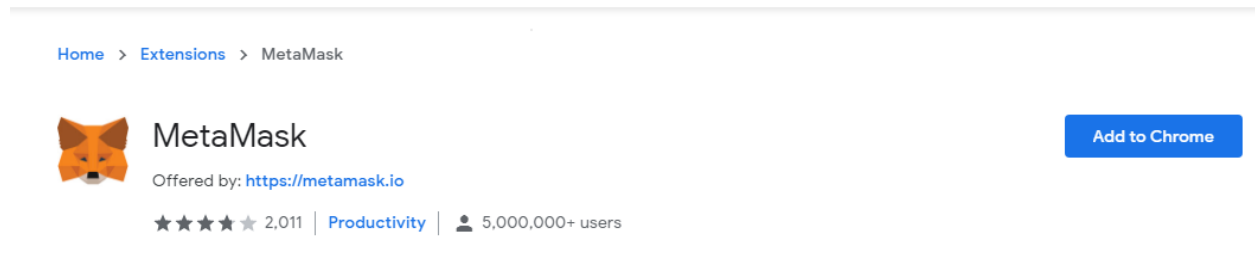 Home > Extensions > MetaMask
MetaMask
Add to Chrome
Offered by: https://metamask.io
2,011 | Productivity | 5,000,000+ users